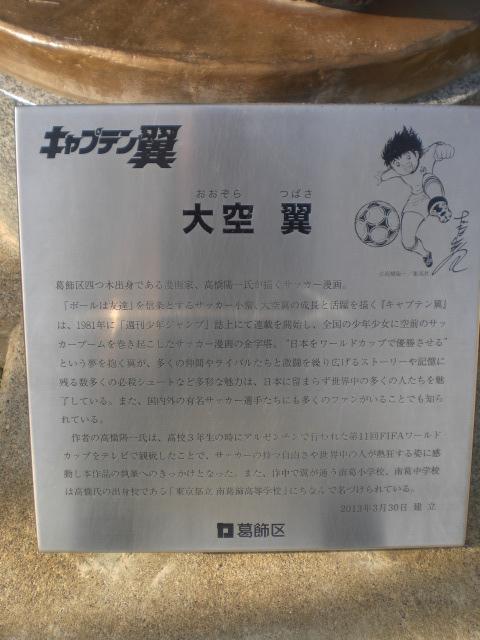 キャプテン翼
おおぞら つばさ
大空 翼
©高橋陽一／集英社
葛飾区四つ木出身である漫画家、高橋陽一氏が描くサッカー漫画。
「ボールは友達」を信条とするサッカー小僧、大空翼の成長と活躍を描く『キャプテン翼』
は、1981年に「週刊少年ジャンプ」誌上にて連載を開始し、全国の少年少女に空前のサッ
カーブームを巻き起こしたサッカー漫画の金字塔。“日本をワールドカップで優勝させる”
という夢を抱く翼が、多くの仲間やライバルたちと激闘を繰り広げるストーリーや記憶に
残る数多くの必殺シュートなど多彩な魅力は、日本に留まらず世界中の多くの人たちを魅
了している。また、国内外の有名サッカー選手たちにも多くのファンがいることでも知ら
れている。
作者の高橋陽一氏は、高校３年生の時にアルゼンチンで行われた第11回FIFAワールド
カップをテレビで観戦したことで、サッカーの持つ自由さや世界中の人が熱狂する姿に感
動し本作品の執筆へのきっかけとなった。また、作中で翼が通う南葛小学校、南葛中学校
は高橋氏の出身校である「東京都立 南葛飾高等学校」にちなんで名づけられている。
2013年3月30日 建 立
葛飾区